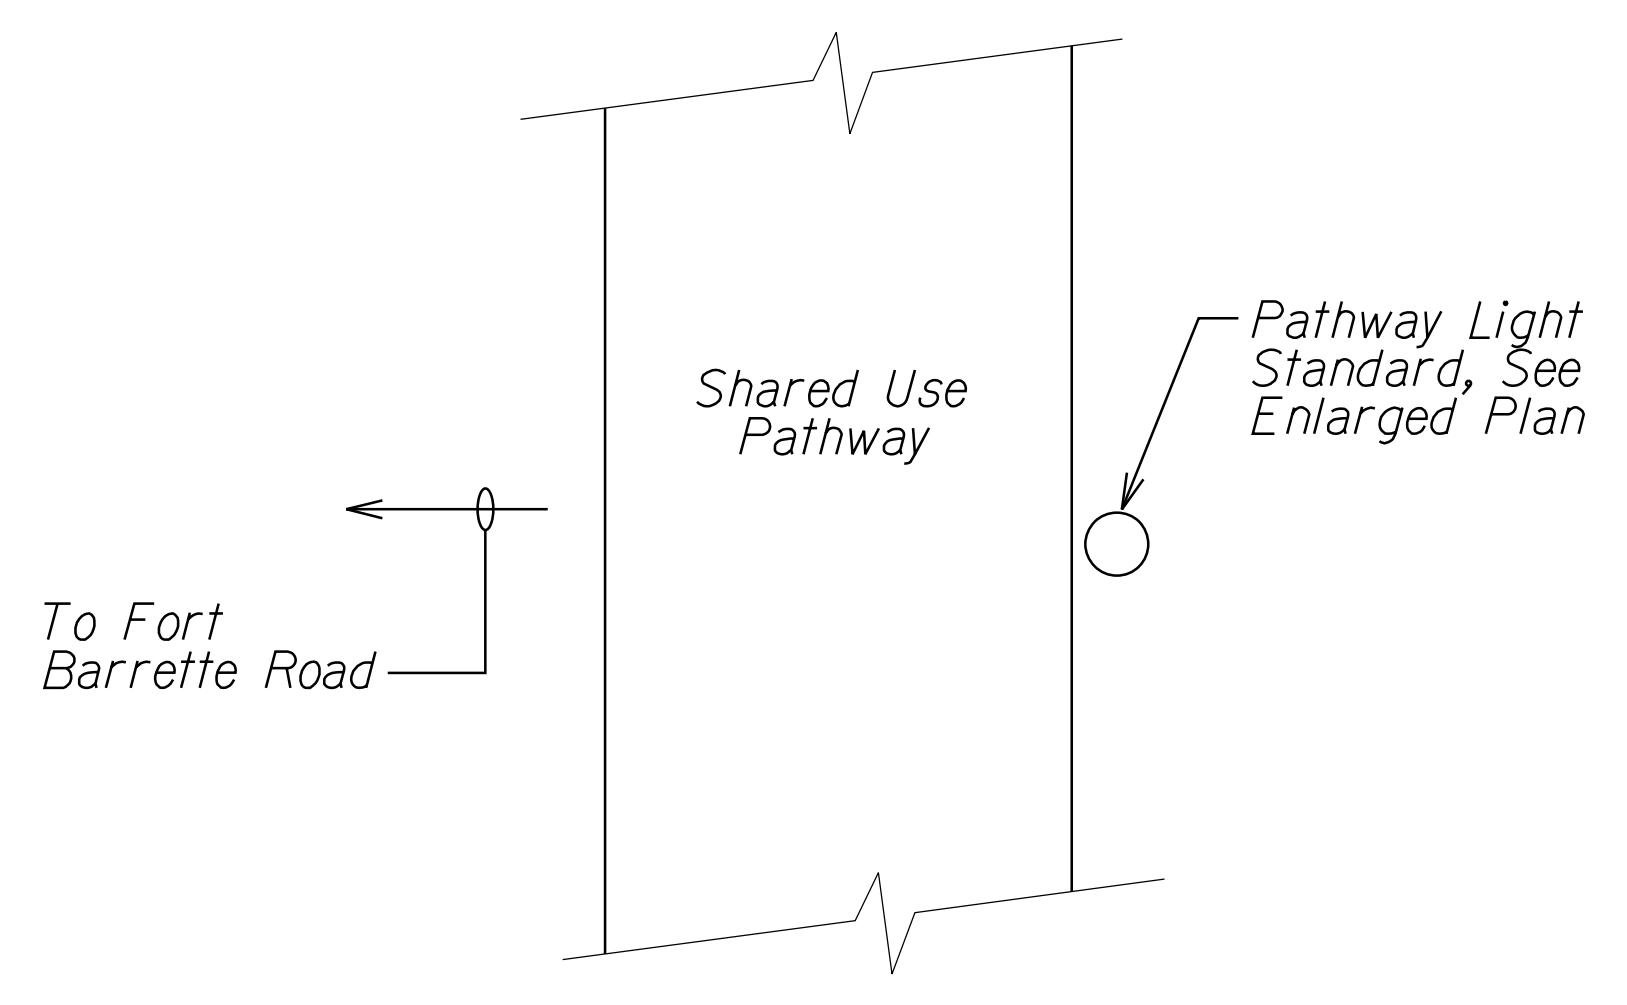 Pathway Light
Standard, See
Enlarged Plan
Shared Use
Pathway
To Fort
Barrette Road